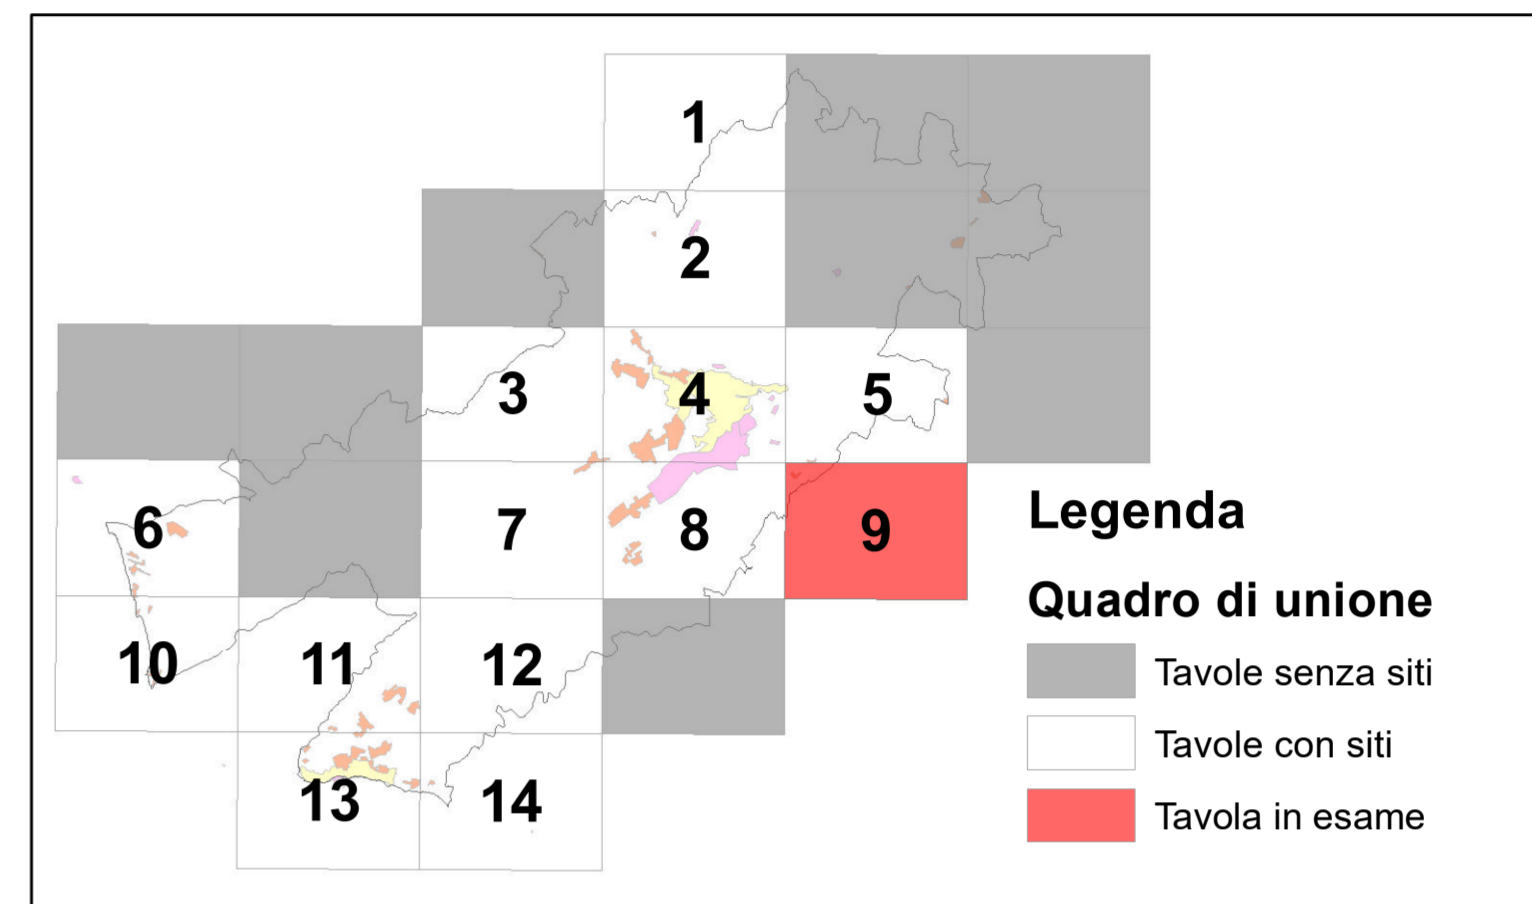 1
2
3
4
5
6
7
8
9
10
11
12
13
14
Legenda
Quadro di unione
Tavole senza siti
Tavole con siti
Tavola in esame